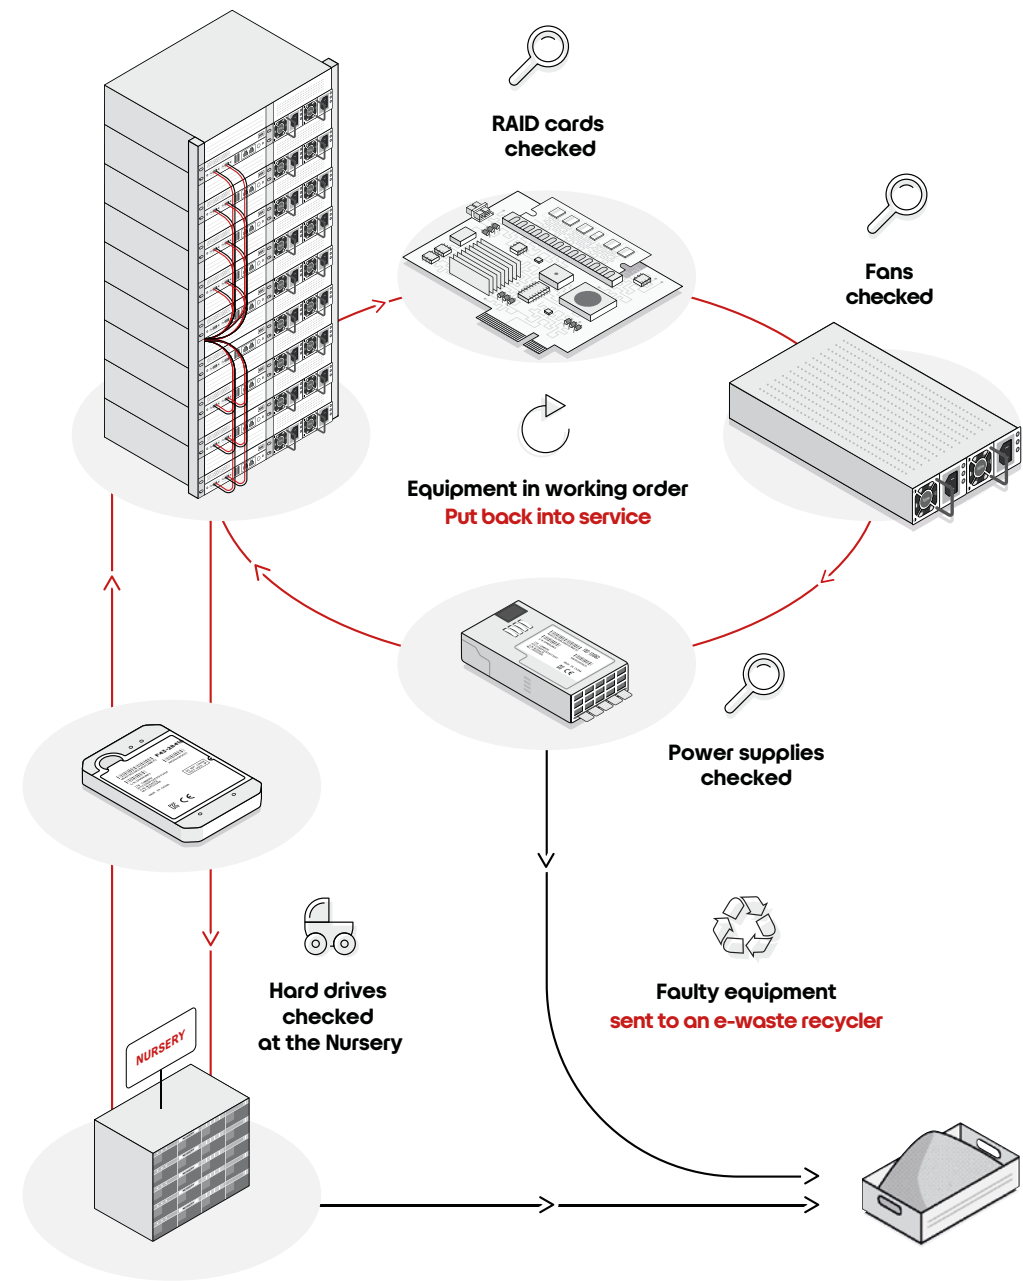 RAID cards
checked
Fans
checked
Equipment in working order
Put back into service
Power supplies
checked
Hard drives
checked
at the Nursery
Faulty equipment
sent to an e-waste recycler
NURSERY